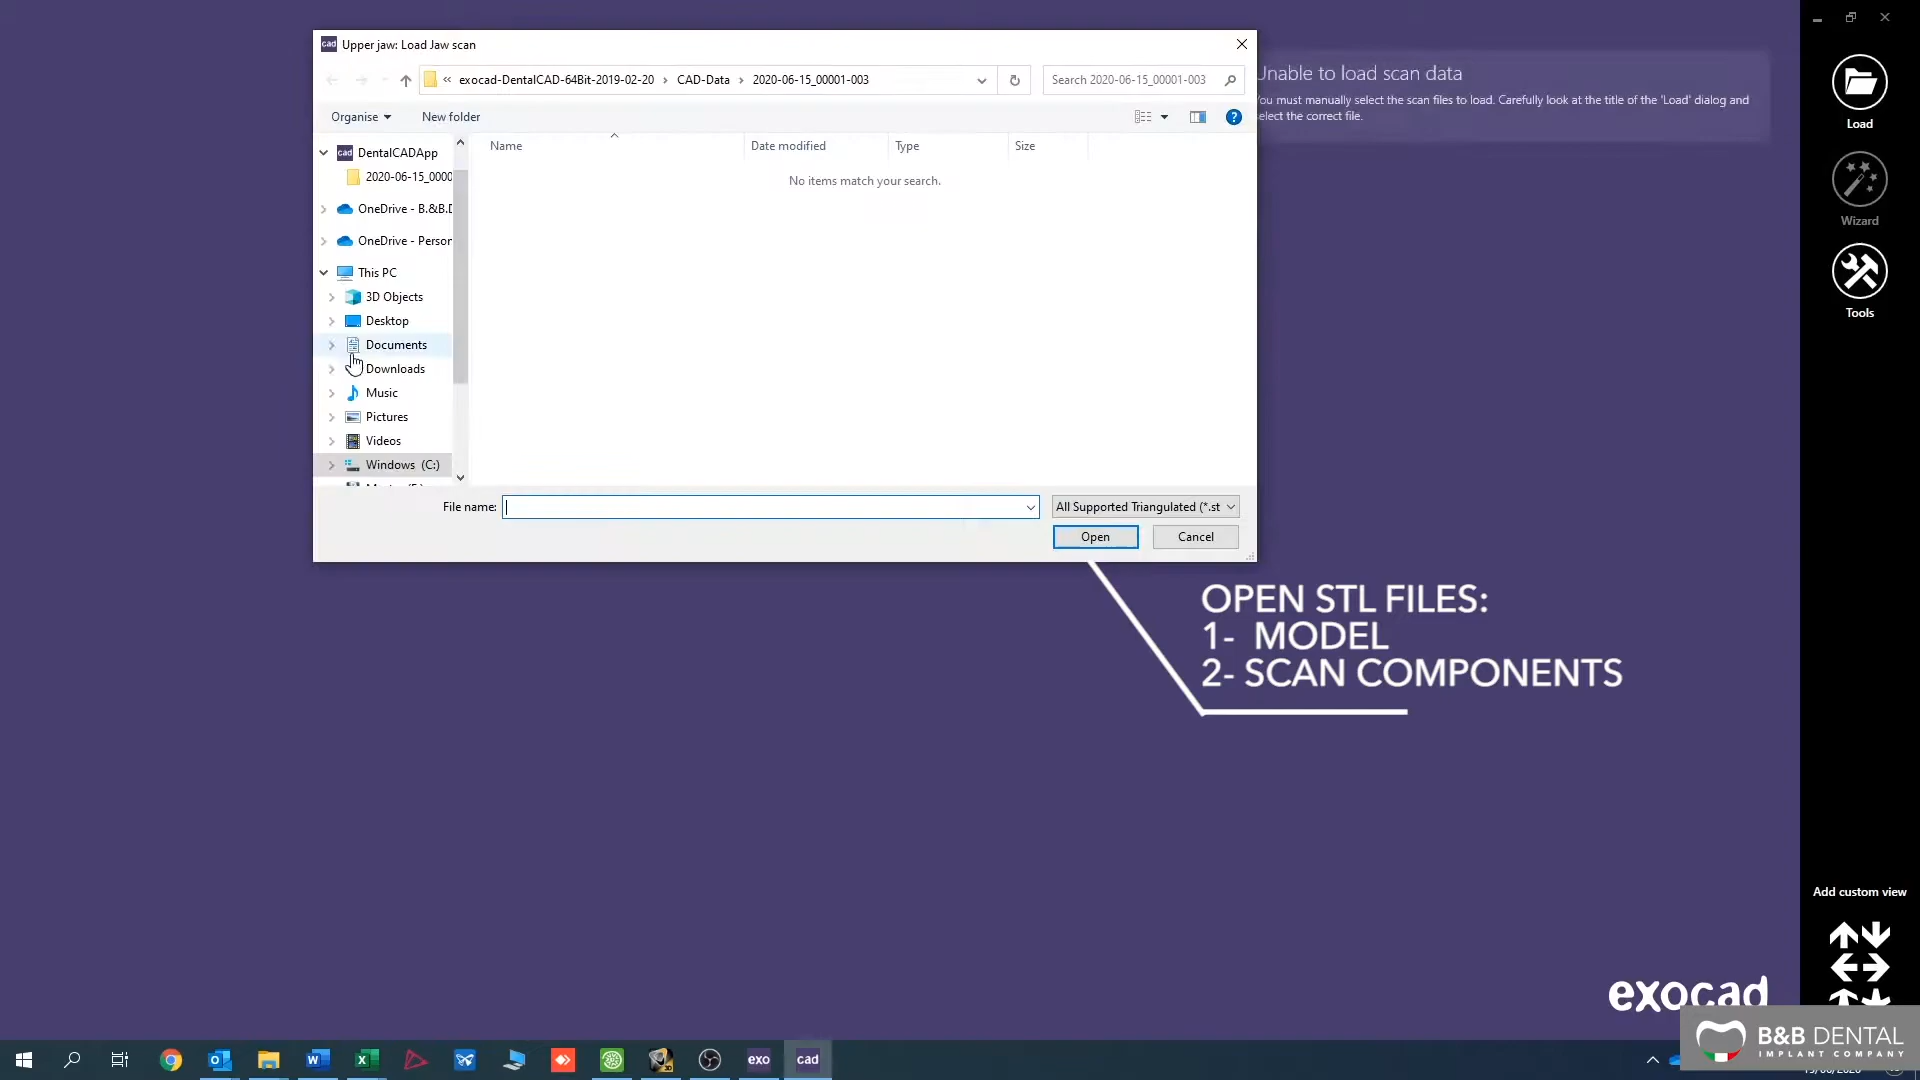 cad Upper jaw: Load Jaw scan
« exocad-DentalCAD-64Bit-2019-02-20 › CAD-Data › 2020-06-15_00001-003
Search 2020-06-15_00001-003
Organise
New folder
Name
Date modified
Type
Size
No items match your search.
cad DentalCADApp
2020-06-15_0000
OneDrive - B.&B.D
OneDrive - Person
This PC
3D Objects
Desktop
Documents
Downloads
Music
Pictures
Videos
Windows (C:)
File name:
All Supported Triangulated (*.st
Open
Cancel
Unable to load scan data
You must manually select the scan files to load. Carefully look at the title of the 'Load' dialog and
select the correct file.
Load
Wizard
Tools
OPEN STL FILES:
1- MODEL
2- SCAN COMPONENTS
Add custom view
exocad
B&B DENTAL
IMPLANT COMPANY
exo
cad